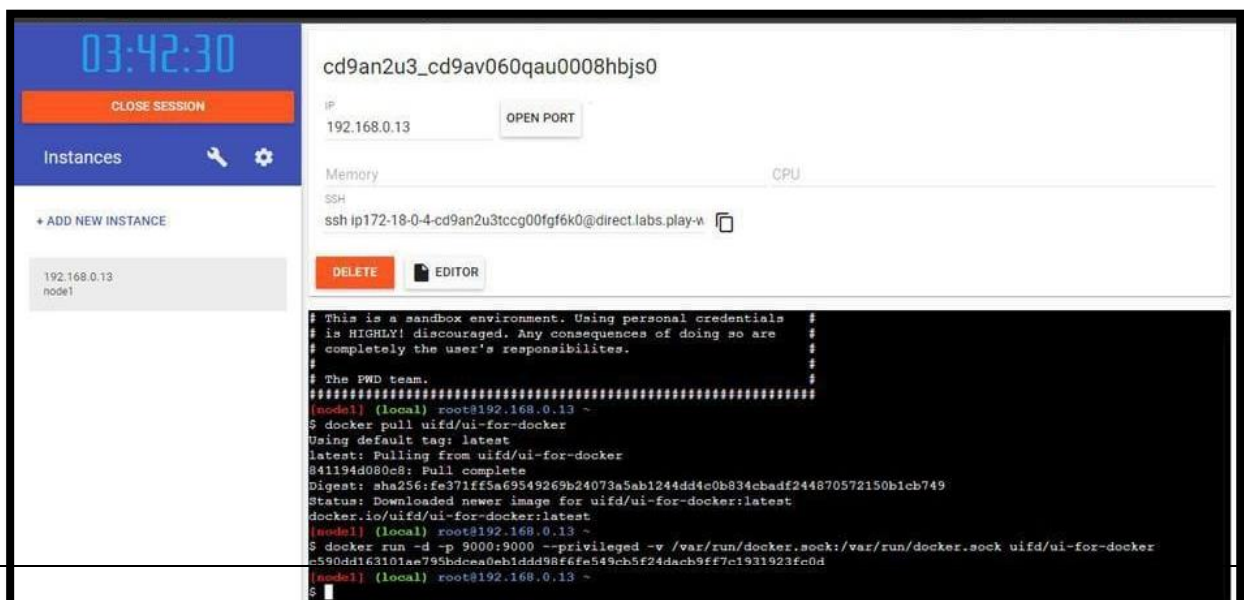 03:42:30
CLOSE SESSION
Instances
+ ADD NEW INSTANCE
192.168.0.13
node1
cd9an2u3_cd9av060qau0008hbjs0
IP
192.168.0.13
OPEN PORT
Memory
CPU
SSH
ssh ip172-18-0-4-cd9an2u3tccg00fgf6k0@direct.labs.play-w
DELETE
EDITOR
# This is a sandbox environment. Using personal credentials #
# is HIGHLY! discouraged. Any consequences of doing so are #
# completely the user's responsibilites. #
# #
# The PWD team. #
###############################################################
[node1] (local) root@192.168.0.13 ~
$ docker pull uifd/ui-for-docker
Using default tag: latest
latest: Pulling from uifd/ui-for-docker
841194d080c8: Pull complete
Digest: sha256:fe371ff5a69549269b24073a5ab1244dd4c0b834cbadf244870572150b1cb749
Status: Downloaded newer image for uifd/ui-for-docker:latest
docker.io/uifd/ui-for-docker:latest
[node1] (local) root@192.168.0.13 ~
$ docker run -d -p 9000:9000 --privileged -v /var/run/docker.sock:/var/run/docker.sock uifd/ui-for-docker
c590dd163101ae795bdcea0eb1ddd98f6fe549cb5f24dacb9ff7c1931923fc0d
[node1] (local) root@192.168.0.13 ~
$